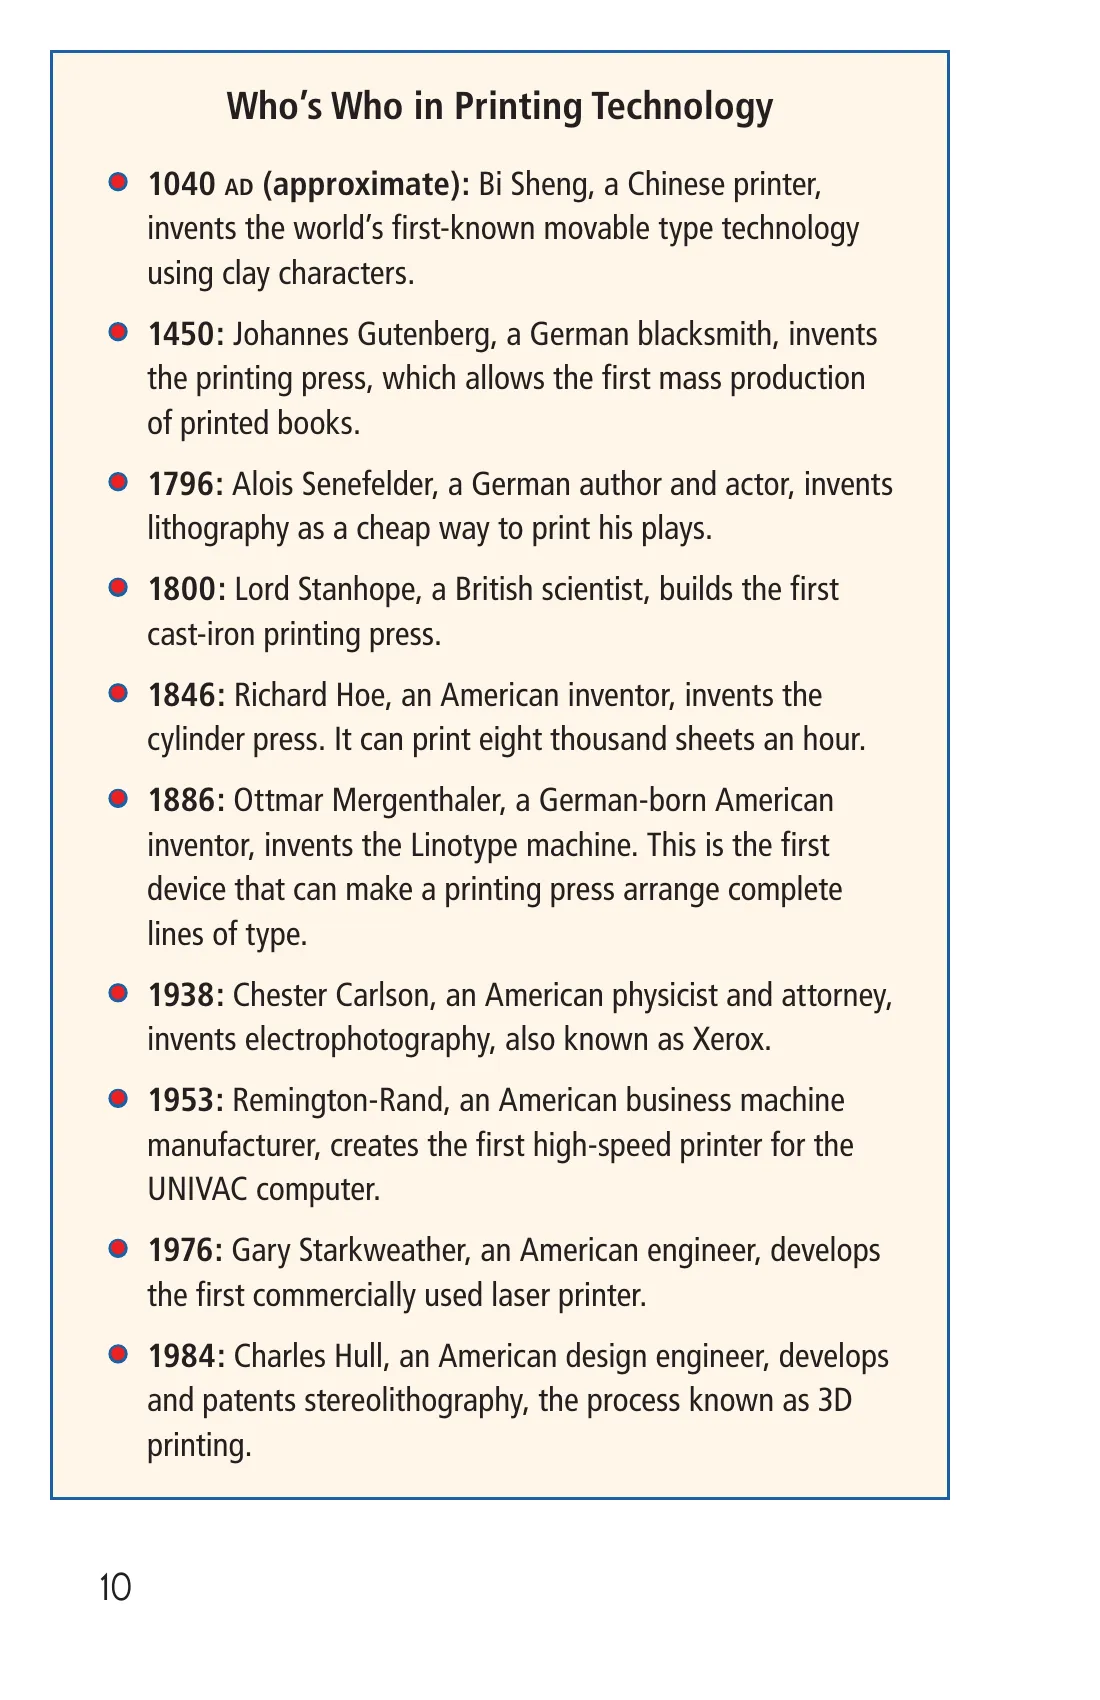 Who’s Who in Printing Technology
• 1040 AD (approximate): Bi Sheng, a Chinese printer,
invents the world’s first-known movable type technology
using clay characters.
• 1450: Johannes Gutenberg, a German blacksmith, invents
the printing press, which allows the first mass production
of printed books.
• 1796: Alois Senefelder, a German author and actor, invents
lithography as a cheap way to print his plays.
• 1800: Lord Stanhope, a British scientist, builds the first
cast-iron printing press.
• 1846: Richard Hoe, an American inventor, invents the
cylinder press. It can print eight thousand sheets an hour.
• 1886: Ottmar Mergenthaler, a German-born American
inventor, invents the Linotype machine. This is the first
device that can make a printing press arrange complete
lines of type.
• 1938: Chester Carlson, an American physicist and attorney,
invents electrophotography, also known as Xerox.
• 1953: Remington-Rand, an American business machine
manufacturer, creates the first high-speed printer for the
UNIVAC computer.
• 1976: Gary Starkweather, an American engineer, develops
the first commercially used laser printer.
• 1984: Charles Hull, an American design engineer, develops
and patents stereolithography, the process known as 3D
printing.
10